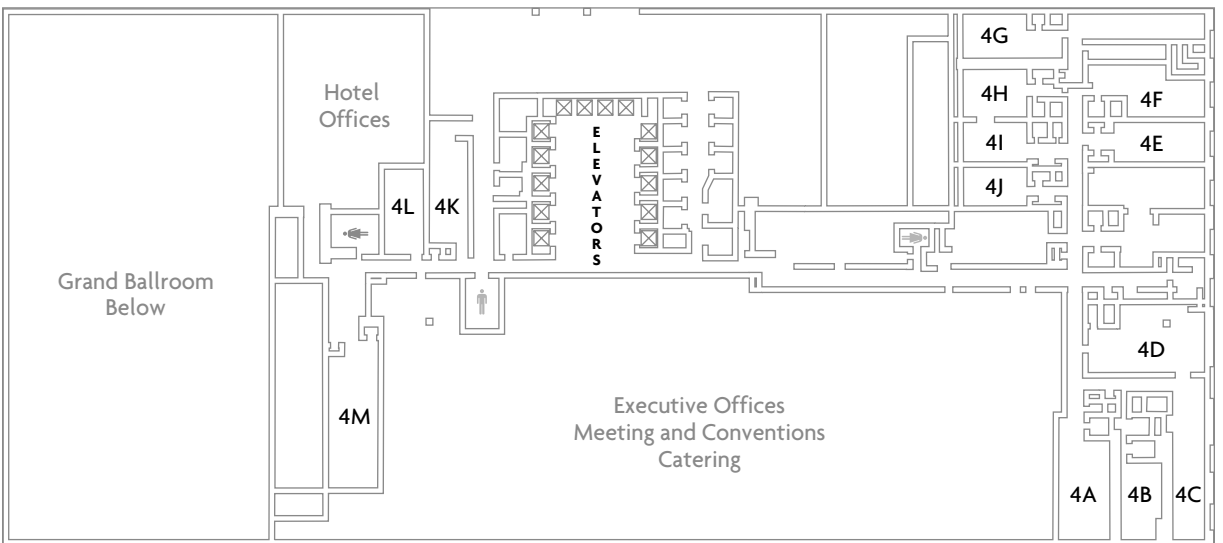 4G
Hotel
Offices
4H
4F
ELEVATORS
4I
4E
4J
4L
4K
Grand Ballroom
Below
4D
4M
Executive Offices
Meeting and Conventions
Catering
4A
4B
4C